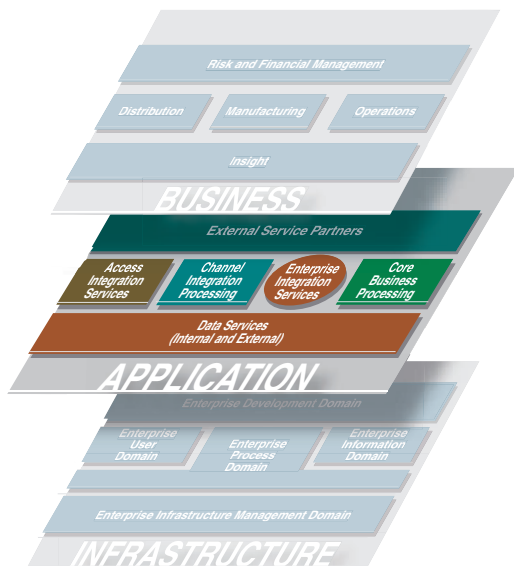 Risk and Financial Management
Distribution
Manufacturing
Operations
Insight
BUSINESS
External Service Partners
Access
Integration
Services
Channel
Integration
Processing
Enterprise
Integration
Services
Core
Business
Processing
Data Services
(Internal and External)
APPLICATION
Enterprise Development Domain
Enterprise
User
Domain
Enterprise
Process
Domain
Enterprise
Information
Domain
Enterprise Infrastructure Management Domain
INFRASTRUCTURE